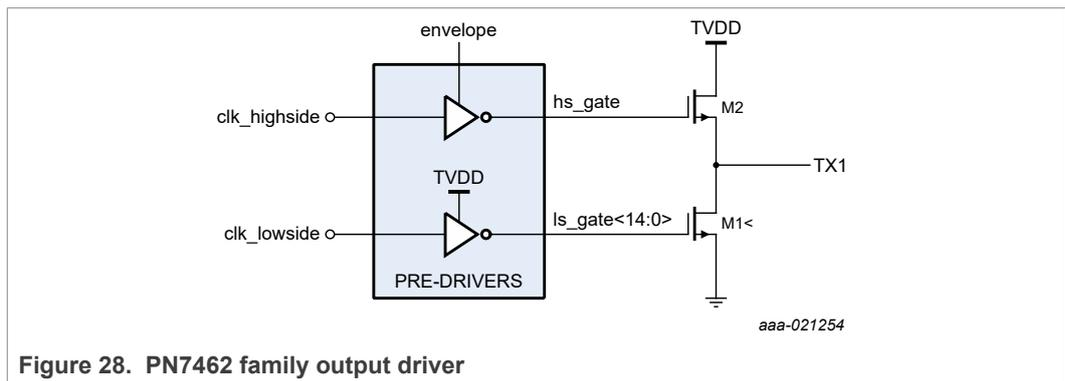 envelope
TVDD
clk_highside
hs_gate
M2
TVDD
TX1
clk_lowside
ls_gate<14:0>
M1<
PRE-DRIVERS
aaa-021254
Figure 28. PN7462 family output driver